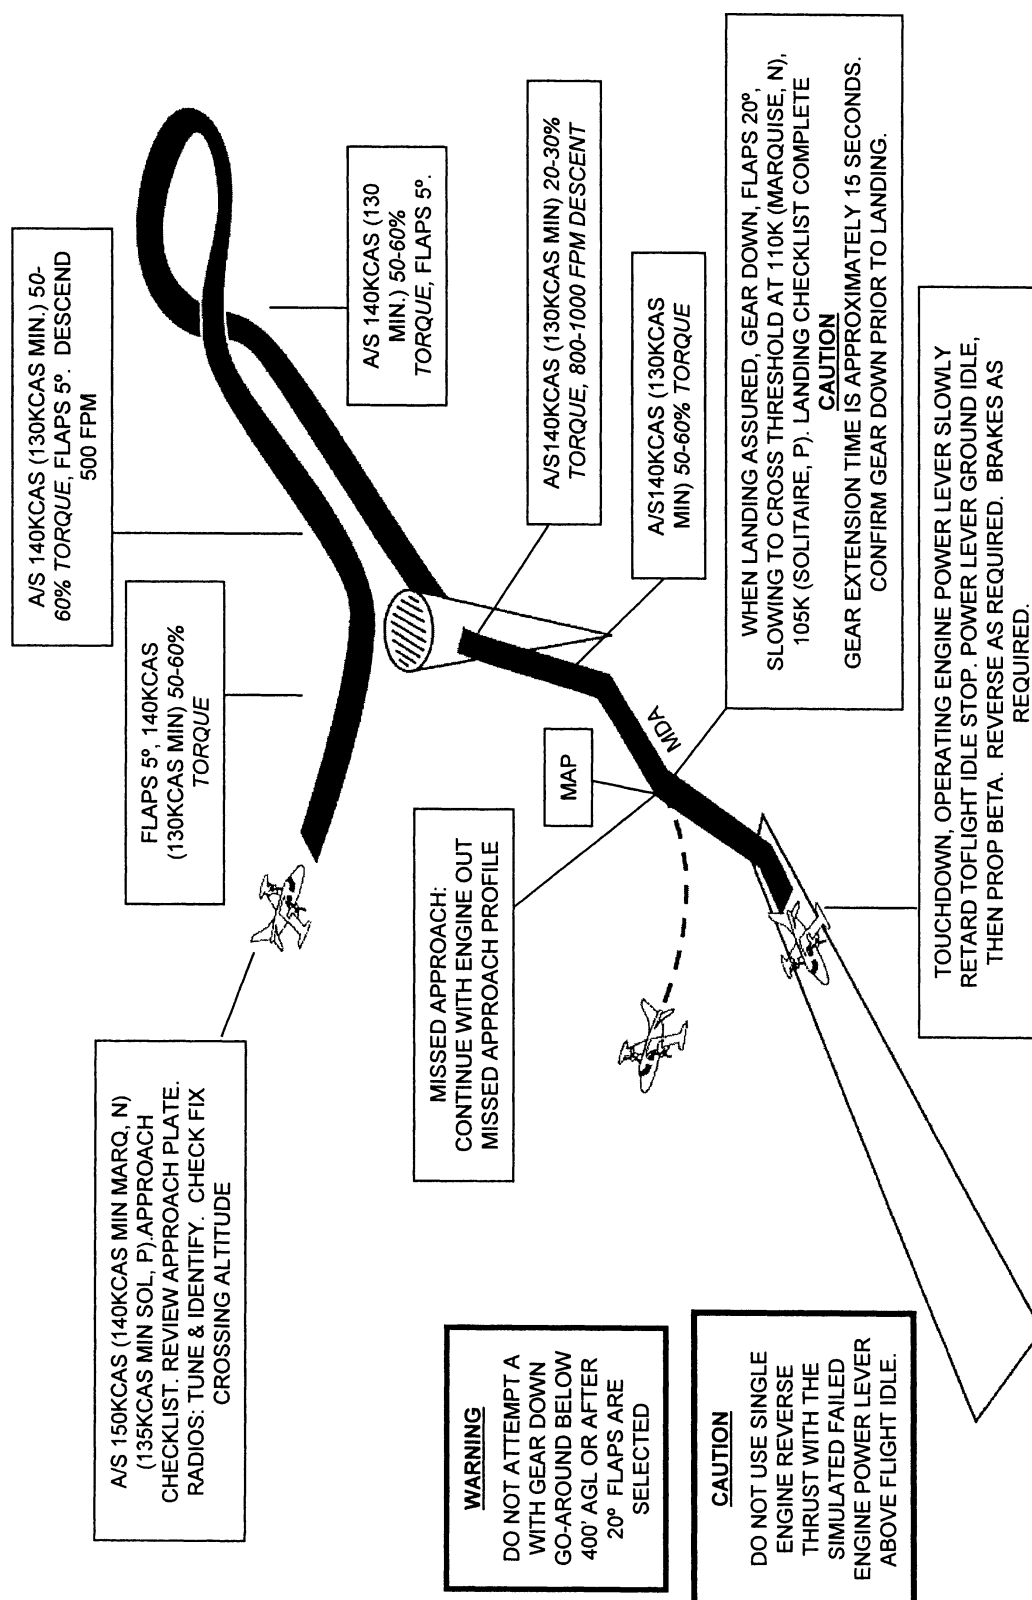 A/S 150KCAS (140KCAS MIN MARQ, N)
(135KCAS MIN SOL, P).APPROACH
CHECKLIST. REVIEW APPROACH PLATE.
RADIOS: TUNE & IDENTIFY. CHECK FIX
CROSSING ALTITUDE
FLAPS 5º, 140KCAS
(130KCAS MIN) 50-60%
TORQUE
A/S 140KCAS (130KCAS MIN.) 50-
60% TORQUE, FLAPS 5º. DESCEND
500 FPM
A/S 140KCAS (130
MIN.) 50-60%
TORQUE, FLAPS 5º.
A/S140KCAS (130KCAS MIN) 20-30%
TORQUE, 800-1000 FPM DESCENT
A/S140KCAS (130KCAS
MIN) 50-60% TORQUE
MISSED APPROACH:
CONTINUE WITH ENGINE OUT
MISSED APPROACH PROFILE
MAP
MDA
WHEN LANDING ASSURED, GEAR DOWN, FLAPS 20º,
SLOWING TO CROSS THRESHOLD AT 110K (MARQUISE, N),
105K (SOLITAIRE, P). LANDING CHECKLIST COMPLETE
CAUTION
GEAR EXTENSION TIME IS APPROXIMATELY 15 SECONDS.
CONFIRM GEAR DOWN PRIOR TO LANDING.
WARNING
DO NOT ATTEMPT A
WITH GEAR DOWN
GO-AROUND BELOW
400' AGL OR AFTER
20º FLAPS ARE
SELECTED
CAUTION
DO NOT USE SINGLE
ENGINE REVERSE
THRUST WITH THE
SIMULATED FAILED
ENGINE POWER LEVER
ABOVE FLIGHT IDLE.
TOUCHDOWN, OPERATING ENGINE POWER LEVER SLOWLY
RETARD TOFLIGHT IDLE STOP. POWER LEVER GROUND IDLE,
THEN PROP BETA. REVERSE AS REQUIRED. BRAKES AS
REQUIRED.